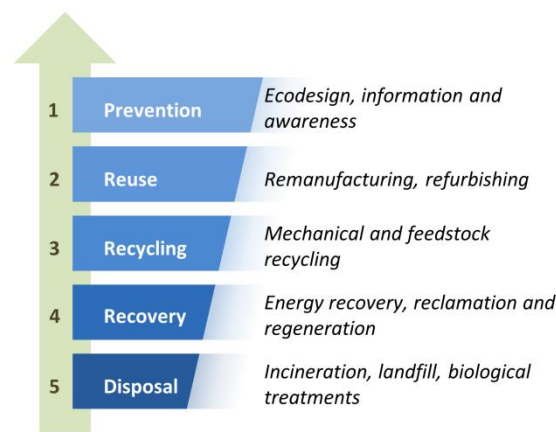 1 Prevention Ecodesign, information and
awareness
2 Reuse Remanufacturing, refurbishing
3 Recycling Mechanical and feedstock
recycling
4 Recovery Energy recovery, reclamation and
regeneration
5 Disposal Incineration, landfill, biological
treatments